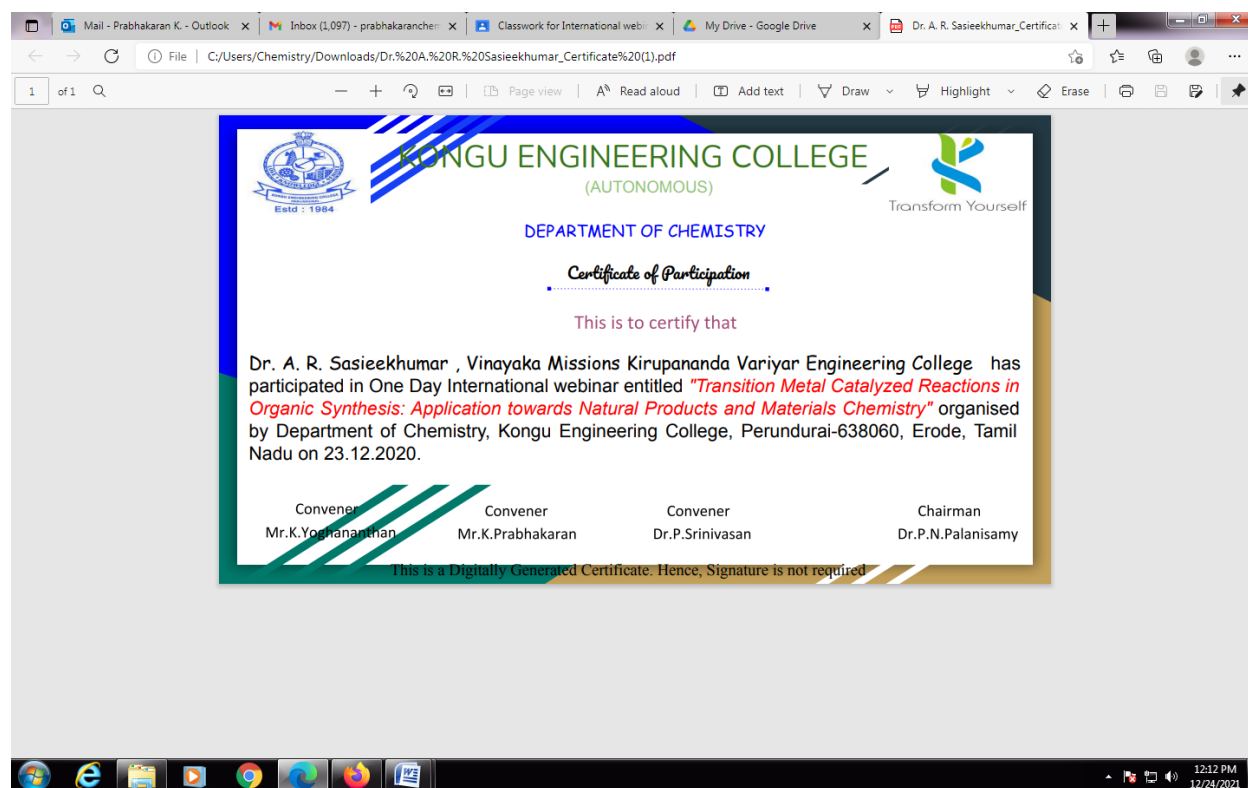 Mail - Prabhakaran K. - Outlook
Inbox (1,097) - prabhakaranchem
Classwork for International webin
My Drive - Google Drive
Dr. A. R. Sasieekhumar_Certificat
File | C:/Users/Chemistry/Downloads/Dr.%20A.%20R.%20Sasieekhumar_Certificate%20(1).pdf
1 of 1 Page view Read aloud Add text Draw Highlight Erase
KONGU ENGINEERING COLLEGE
(AUTONOMOUS)
Estd : 1984
Transform Yourself
DEPARTMENT OF CHEMISTRY
Certificate of Participation
This is to certify that
Dr. A. R. Sasieekhumar , Vinayaka Missions Kirupananda Variyar Engineering College has
participated in One Day International webinar entitled "Transition Metal Catalyzed Reactions in
Organic Synthesis: Application towards Natural Products and Materials Chemistry" organised
by Department of Chemistry, Kongu Engineering College, Perundurai-638060, Erode, Tamil
Nadu on 23.12.2020.
Convener Convener Convener Chairman
Mr.K.Yoghananthan Mr.K.Prabhakaran Dr.P.Srinivasan Dr.P.N.Palanisamy
This is a Digitally Generated Certificate. Hence, Signature is not required
12:12 PM
12/24/2021